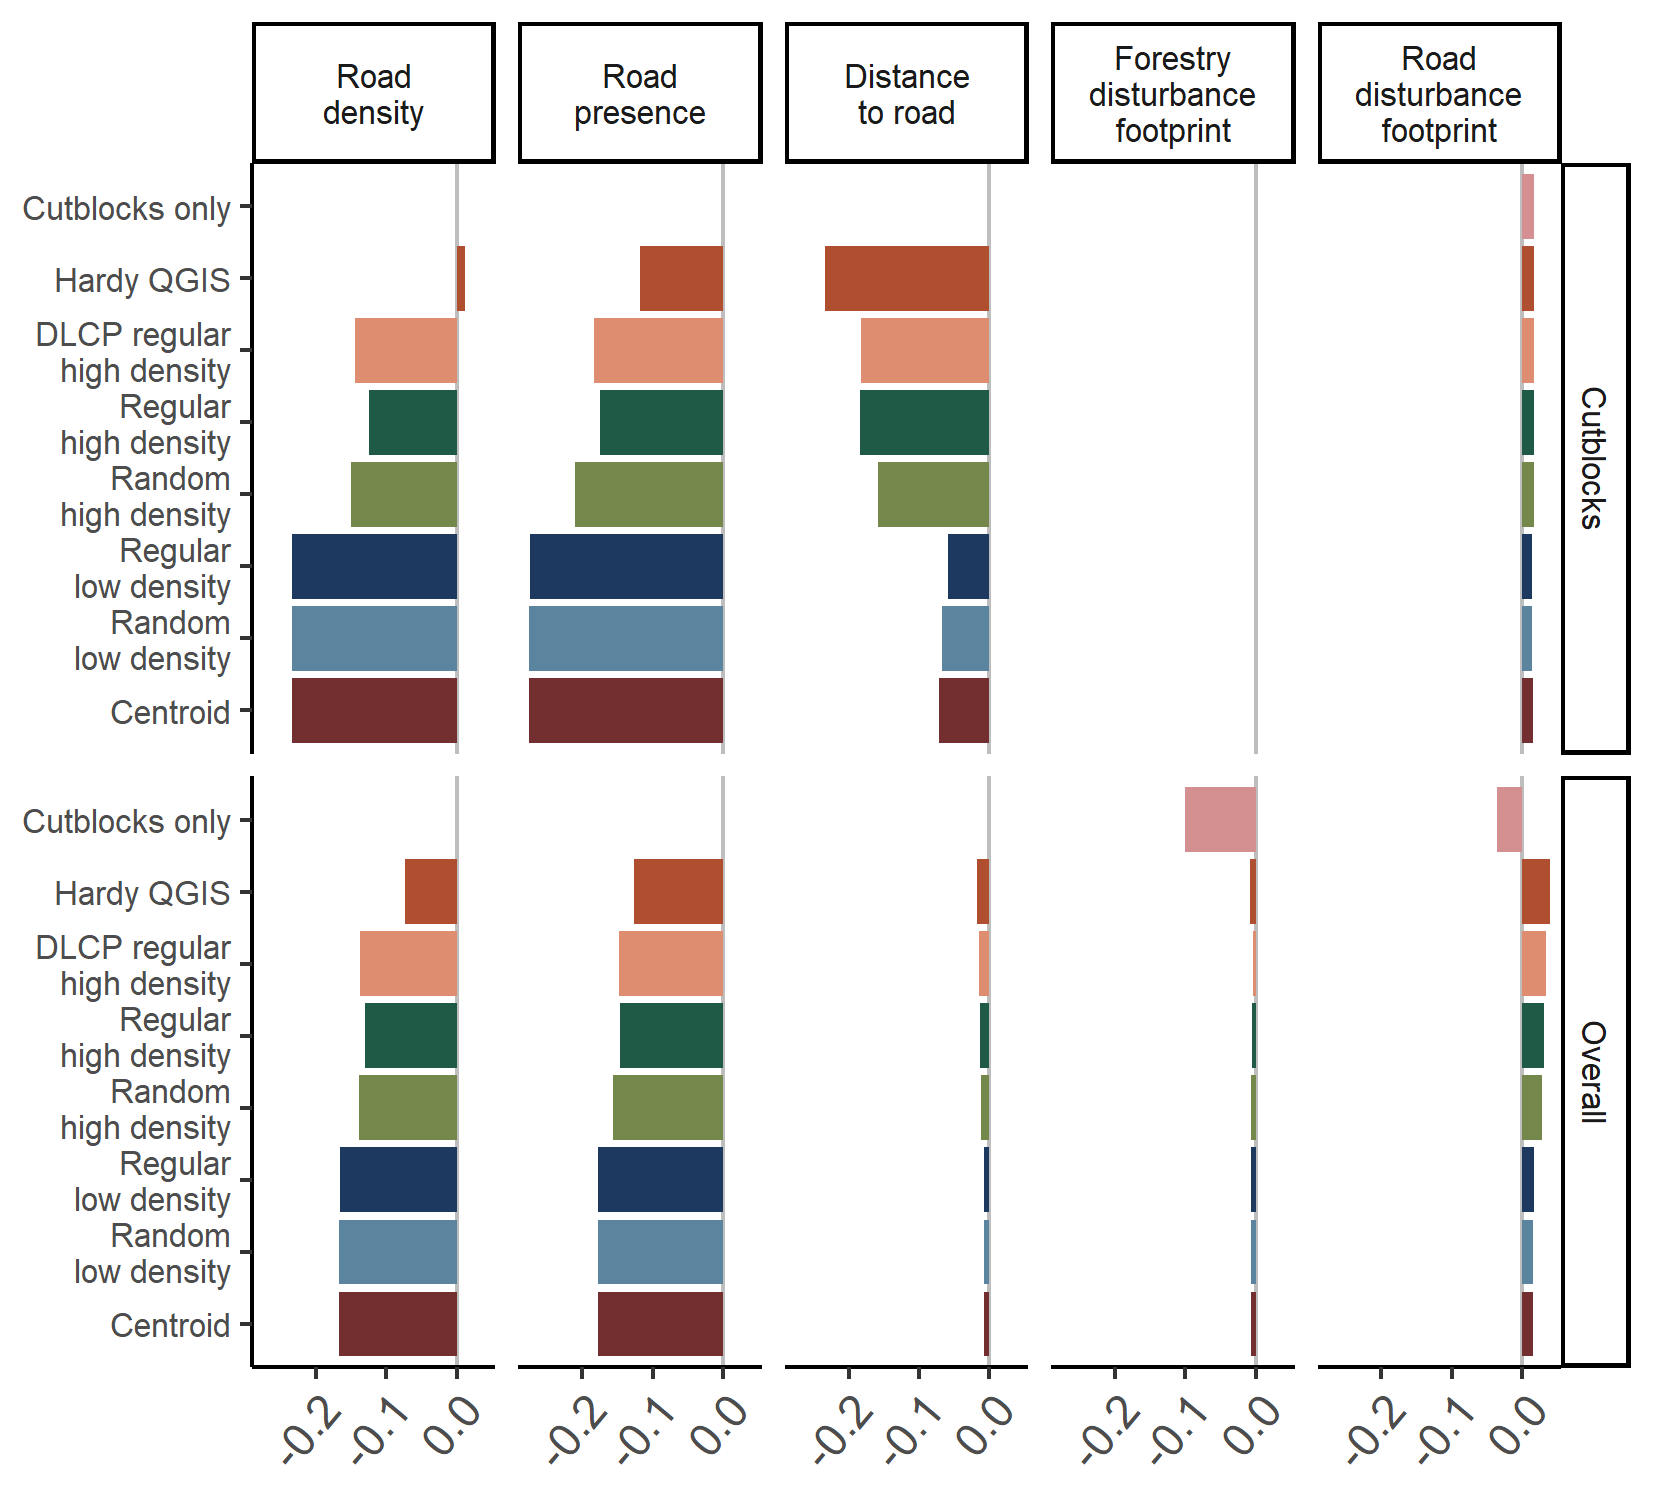 Road
density
Road
presence
Distance
to road
Forestry
disturbance
footprint
Road
disturbance
footprint
Cutblocks only
Hardy QGIS
DLCP regular
high density
Regular
high density
Random
high density
Regular
low density
Random
low density
Centroid
Cutblocks
Cutblocks only
Hardy QGIS
DLCP regular
high density
Regular
high density
Random
high density
Regular
low density
Random
low density
Centroid
Overall
-0.2
-0.1
0.0
-0.2
-0.1
0.0
-0.2
-0.1
0.0
-0.2
-0.1
0.0
-0.2
-0.1
0.0